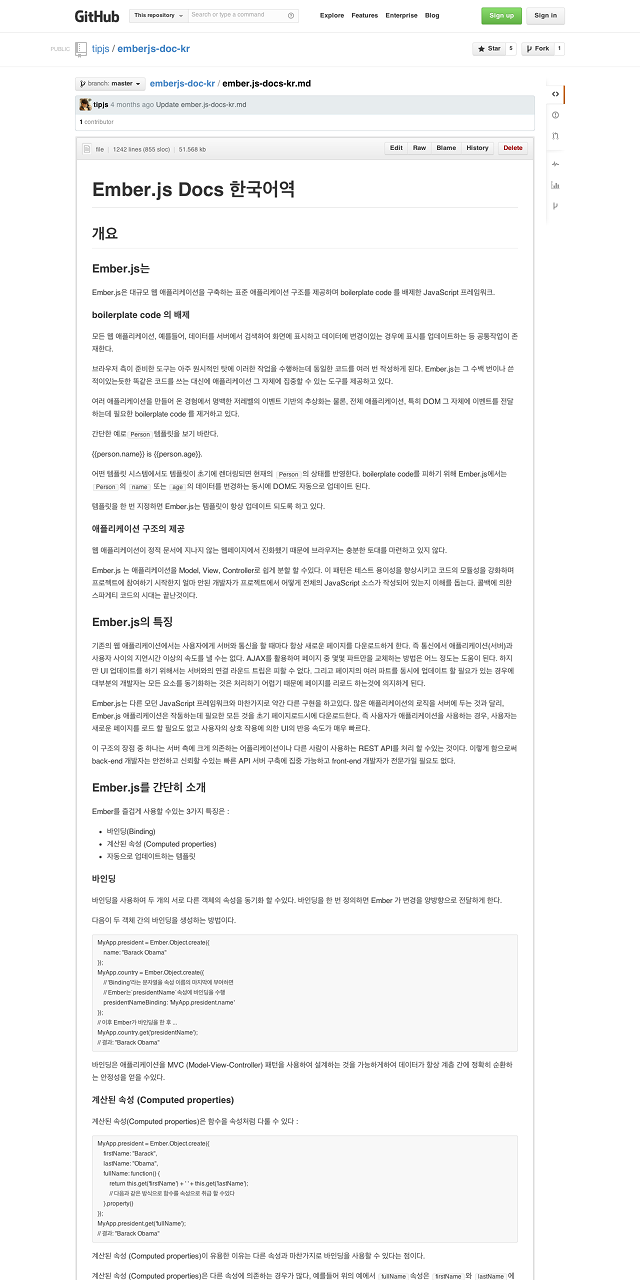 GitHub
This repository
Search or type a command
Explore Features Enterprise Blog
Sign up
Sign in
PUBLIC
tipjs / emberjs-doc-kr
Star 5
Fork 1
branch: master
emberjs-doc-kr / ember.js-docs-kr.md
tipjs 4 months ago Update ember.js-docs-kr.md
1 contributor
file 1242 lines (855 sloc) 51.568 kb
Edit Raw Blame History Delete
Ember.js Docs 한국어역
개요
Ember.js는
Ember.js은 대규모 웹 애플리케이션을 구축하는 표준 애플리케이션 구조를 제공하며 boilerplate code 를 배제한 JavaScript 프레임워크.
boilerplate code 의 배제
모든 웹 애플리케이션, 예를들어, 데이터를 서버에서 검색하여 화면에 표시하고 데이터에 변경이있는 경우에 표시를 업데이트하는 등 공통작업이 존
재한다.
브라우저 측이 준비한 도구는 아주 원시적인 탓에 이러한 작업을 수행하는데 동일한 코드를 여러 번 작성하게 된다. Ember.js는 그 수백 번이나 쓴
적이있는듯한 똑같은 코드를 쓰는 대신에 애플리케이션 그 자체에 집중할 수 있는 도구를 제공하고 있다.
여러 애플리케이션을 만들어 온 경험에서 명백한 저레벨의 이벤트 기반의 추상화는 물론, 전체 애플리케이션, 특히 DOM 그 자체에 이벤트를 전달
하는데 필요한 boilerplate code 를 제거하고 있다.
간단한 예로 Person 템플릿을 보기 바란다.
{{person.name}} is {{person.age}}.
어떤 템플릿 시스템에서도 템플릿이 초기에 렌더링되면 현재의 Person 의 상태를 반영한다. boilerplate code를 피하기 위해 Ember.js에서는
Person 의 name 또는 age 의 데이터를 변경하는 동시에 DOM도 자동으로 업데이트 된다.
템플릿을 한 번 지정하면 Ember.js는 템플릿이 항상 업데이트 되도록 하고 있다.
애플리케이션 구조의 제공
웹 애플리케이션이 정적 문서에 지나지 않는 웹페이지에서 진화했기 때문에 브라우저는 충분한 토대를 마련하고 있지 않다.
Ember.js 는 애플리케이션을 Model, View, Controller로 쉽게 분할 할 수있다. 이 패턴은 테스트 용이성을 향상시키고 코드의 모듈성을 강화하며
프로젝트에 참여하기 시작한지 얼마 안된 개발자가 프로젝트에서 어떻게 전체의 JavaScript 소스가 작성되어 있는지 이해를 돕는다. 콜백에 의한
스파게티 코드의 시대는 끝난것이다.
Ember.js의 특징
기존의 웹 애플리케이션에서는 사용자에게 서버와 통신을 할 때마다 항상 새로운 페이지를 다운로드하게 한다. 즉 통신에서 애플리케이션(서버)과
사용자 사이의 지연시간 이상의 속도를 낼 수는 없다. AJAX를 활용하여 페이지 중 몇몇 파트만을 교체하는 방법은 어느 정도는 도움이 된다. 하지
만 UI 업데이트를 하기 위해서는 서버와의 연결 라운드 트립은 피할 수 없다. 그리고 페이지의 여러 파트를 동시에 업데이트 할 필요가 있는 경우에
대부분의 개발자는 모든 요소를 동기화하는 것은 처리하기 어렵기 때문에 페이지를 리로드 하는것에 의지하게 된다.
Ember.js는 다른 모던 JavaScript 프레임워크와 마찬가지로 약간 다른 구현을 하고있다. 많은 애플리케이션의 로직을 서버에 두는 것과 달리,
Ember.js 애플리케이션은 작동하는데 필요한 모든 것을 초기 페이지로드시에 다운로드한다. 즉 사용자가 애플리케이션을 사용하는 경우, 사용자는
새로운 페이지를 로드 할 필요도 없고 사용자의 상호 작용에 의한 UI의 반응 속도가 매우 빠르다.
이 구조의 장점 중 하나는 서버 측에 크게 의존하는 어플리케이션이나 다른 사람이 사용하는 REST API를 처리 할 수있는 것이다. 이렇게 함으로써
back-end 개발자는 안전하고 신뢰할 수있는 빠른 API 서버 구축에 집중 가능하고 front-end 개발자가 전문가일 필요도 없다.
Ember.js를 간단히 소개
Ember를 즐겁게 사용할 수있는 3가지 특징은 :
• 바인딩(Binding)
• 계산된 속성 (Computed properties)
• 자동으로 업데이트하는 템플릿
바인딩
바인딩을 사용하여 두 개의 서로 다른 객체의 속성을 동기화 할 수있다. 바인딩을 한 번 정의하면 Ember 가 변경을 양방향으로 전달하게 한다.
다음이 두 객체 간의 바인딩을 생성하는 방법이다.
MyApp.president = Ember.Object.create({
name: "Barack Obama"
});
MyApp.country = Ember.Object.create({
// 'Binding'라는 문자열을 속성 이름의 마지막에 부여하면
// Ember는`presidentName` 속성에 바인딩을 수행
presidentNameBinding: 'MyApp.president.name'
});
// 이후 Ember가 바인딩을 한 후 ...
MyApp.country.get('presidentName');
// 결과: "Barack Obama"
바인딩은 애플리케이션을 MVC (Model-View-Controller) 패턴을 사용하여 설계하는 것을 가능하게하여 데이터가 항상 계층 간에 정확히 순환하
는 안정성을 얻을 수있다.
계산된 속성 (Computed properties)
계산된 속성(Computed properties)은 함수을 속성처럼 다룰 수 있다 :
MyApp.president = Ember.Object.create({
firstName: "Barack",
lastName: "Obama",
fullName: function() {
return this.get('firstName') + ' ' + this.get('lastName');
// 다음과 같은 방식으로 함수를 속성으로 취급 할 수있다
}.property()
});
MyApp.president.get('fullName');
// 결과: "Barack Obama"
계산된 속성 (Computed properties)이 유용한 이유는 다른 속성과 마찬가지로 바인딩을 사용할 수 있다는 점이다.
계산된 속성 (Computed properties)은 다른 속성에 의존하는 경우가 많다. 예를들어 위의 예에서 fullName 속성은 firstName 와 lastName 에